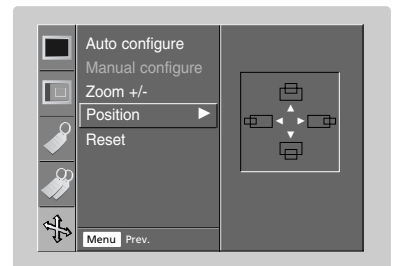 Auto configure
Manual configure
Zoom +/-
Position
Reset
Menu Prev.